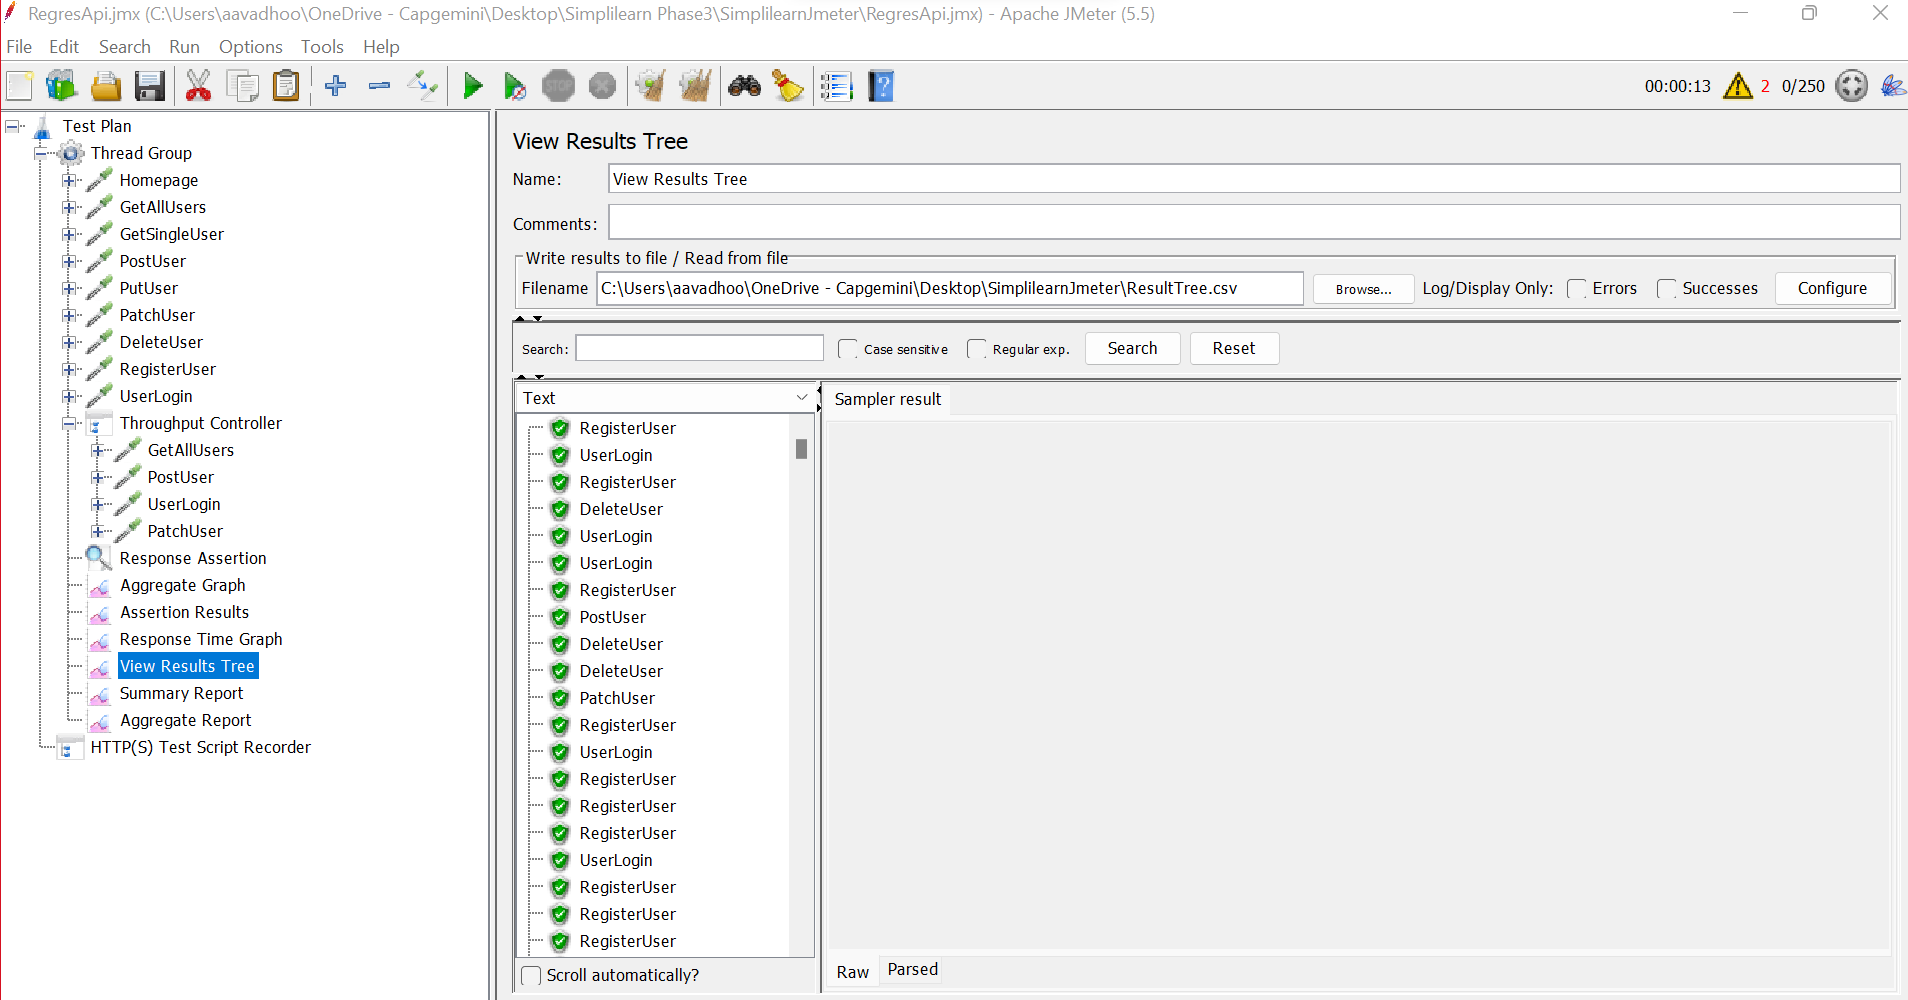 RegresApi.jmx (C:\Users\aavadhoo\OneDrive - Capgemini\Desktop\Simplilearn Phase3\SimplilearnJmeter\RegresApi.jmx) - Apache JMeter (5.5)
File Edit Search Run Options Tools Help
STOP
00:00:13 2 0/250
Test Plan
Thread Group
Homepage
GetAllUsers
GetSingleUser
PostUser
PutUser
PatchUser
DeleteUser
RegisterUser
UserLogin
Throughput Controller
GetAllUsers
PostUser
UserLogin
PatchUser
Response Assertion
Aggregate Graph
Assertion Results
Response Time Graph
View Results Tree
Summary Report
Aggregate Report
HTTP(S) Test Script Recorder
View Results Tree
Name: View Results Tree
Comments:
Write results to file / Read from file
Filename C:\Users\aavadhoo\OneDrive - Capgemini\Desktop\SimplilearnJmeter\ResultTree.csv Browse... Log/Display Only: Errors Successes Configure
Search: Case sensitive Regular exp. Search Reset
Text
RegisterUser
UserLogin
RegisterUser
DeleteUser
UserLogin
UserLogin
RegisterUser
PostUser
DeleteUser
DeleteUser
PatchUser
RegisterUser
UserLogin
RegisterUser
RegisterUser
RegisterUser
UserLogin
RegisterUser
RegisterUser
RegisterUser
Scroll automatically?
Sampler result
Raw Parsed